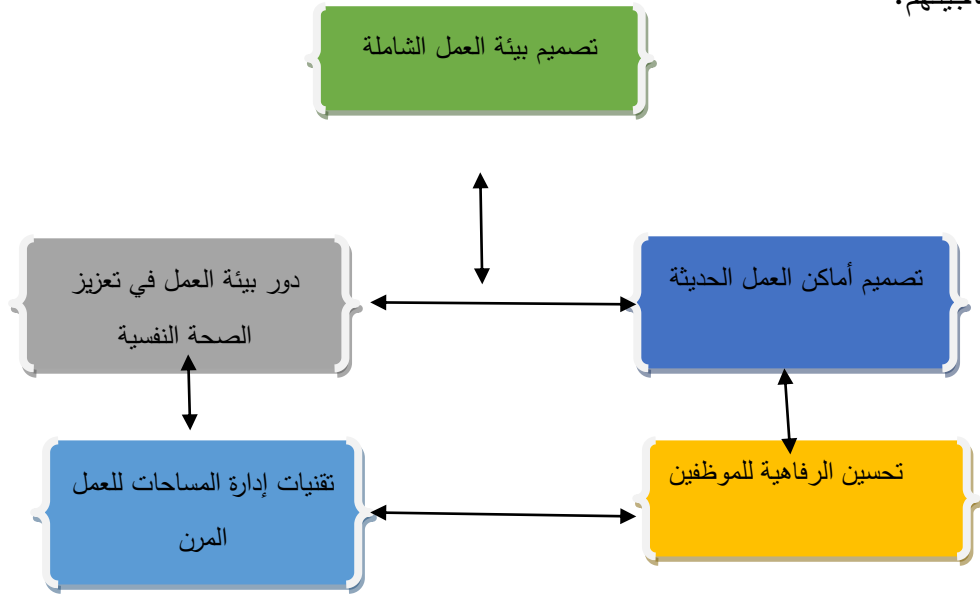 تصميم بيئة العمل الشاملة
تصميم أماكن العمل الحديثة
دور بيئة العمل في تعزيز
الصحة النفسية
تحسين الرفاهية للموظفين
تقنيات إدارة المساحات للعمل
المرن